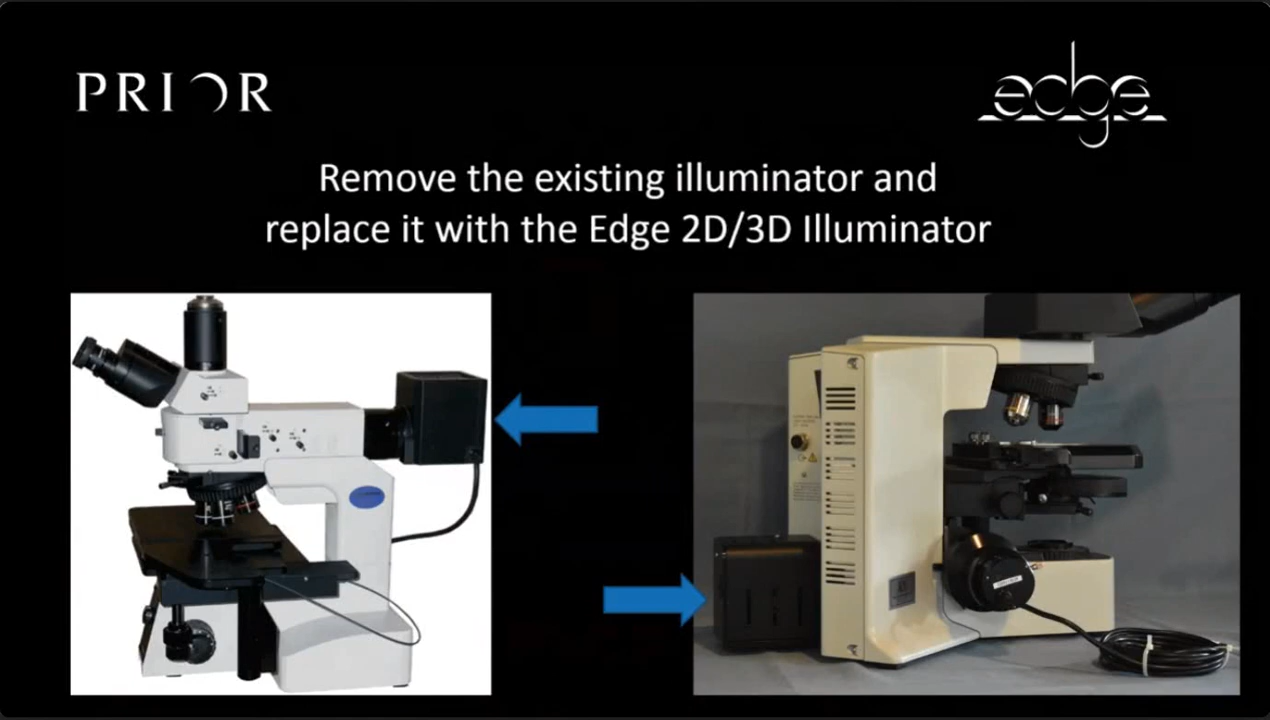 PRIOR
edge
Remove the existing illuminator and
replace it with the Edge 2D/3D Illuminator